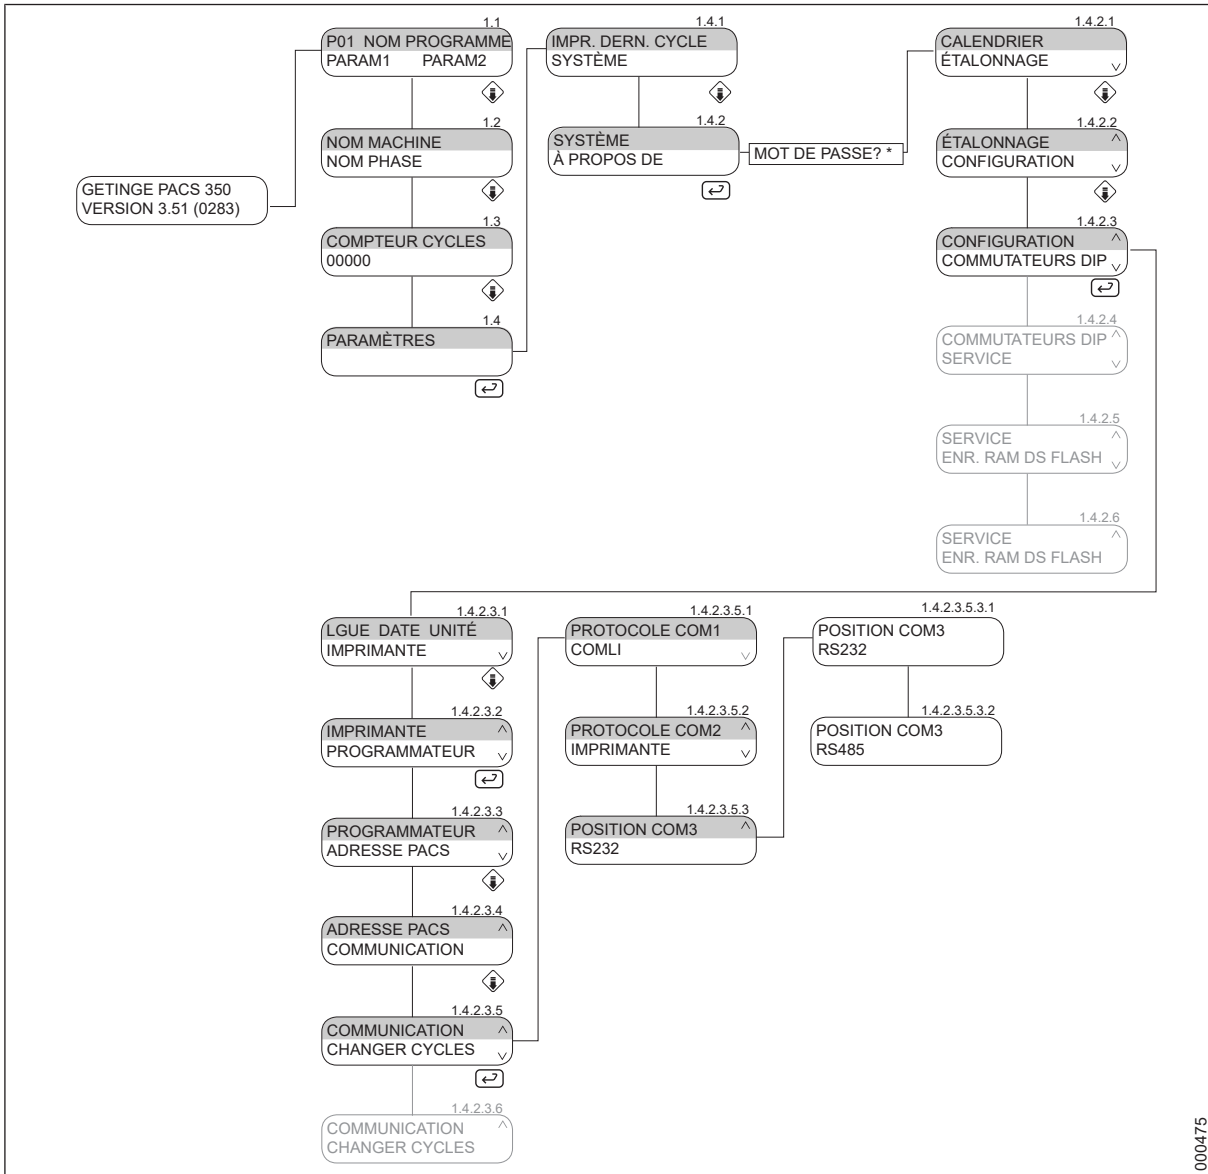 GETINGE PACS 350
VERSION 3.51 (0283)
1.1
P01 NOM PROGRAMME
PARAM1 PARAM2
1.2
NOM MACHINE
NOM PHASE
1.3
COMPTEUR CYCLES
00000
1.4
PARAMÈTRES
1.4.1
IMPR. DERN. CYCLE
SYSTÈME
1.4.2
SYSTÈME
À PROPOS DE
MOT DE PASSE? *
1.4.2.1
CALENDRIER
ÉTALONNAGE
1.4.2.2
ÉTALONNAGE
CONFIGURATION
1.4.2.3
CONFIGURATION
COMMUTATEURS DIP
1.4.2.4
COMMUTATEURS DIP
SERVICE
1.4.2.5
SERVICE
ENR. RAM DS FLASH
1.4.2.6
SERVICE
ENR. RAM DS FLASH
1.4.2.3.1
LGUE DATE UNITÉ
IMPRIMANTE
1.4.2.3.2
IMPRIMANTE
PROGRAMMATEUR
1.4.2.3.3
PROGRAMMATEUR
ADRESSE PACS
1.4.2.3.4
ADRESSE PACS
COMMUNICATION
1.4.2.3.5
COMMUNICATION
CHANGER CYCLES
1.4.2.3.6
COMMUNICATION
CHANGER CYCLES
1.4.2.3.5.1
PROTOCOLE COM1
COMLI
1.4.2.3.5.2
PROTOCOLE COM2
IMPRIMANTE
1.4.2.3.5.3
POSITION COM3
RS232
1.4.2.3.5.3.1
POSITION COM3
RS232
1.4.2.3.5.3.2
POSITION COM3
RS485
000475